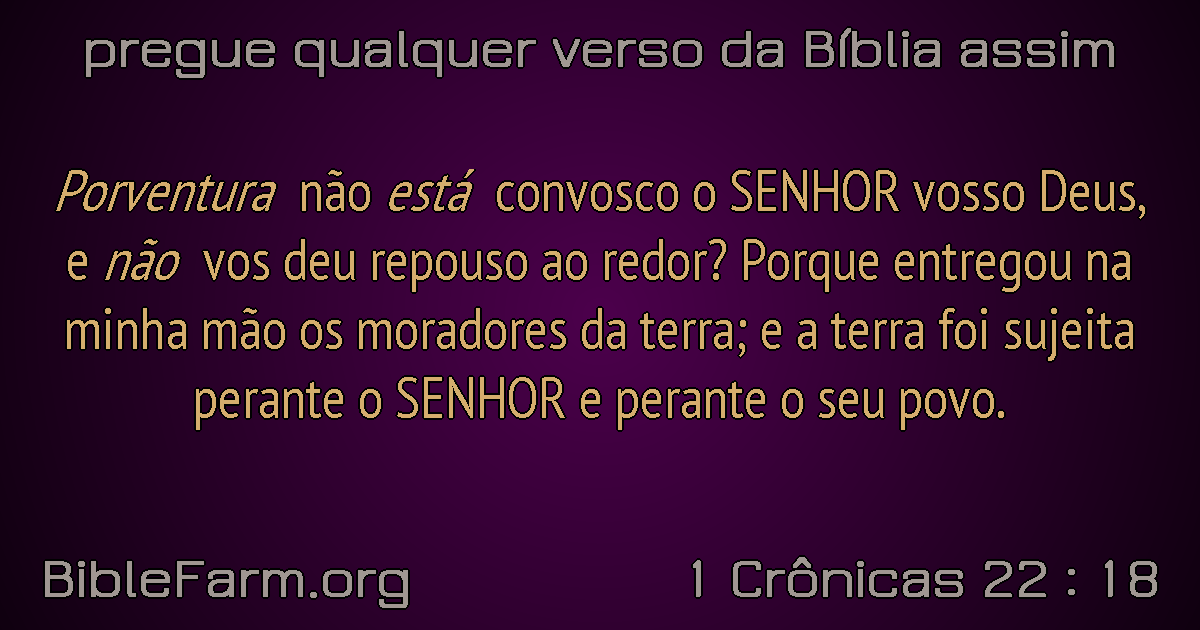 pregue qualquer verso da Bíblia assim
Porventura não está convosco o SENHOR vosso Deus,
e não vos deu repouso ao redor? Porque entregou na
minha mão os moradores da terra; e a terra foi sujeita
perante o SENHOR e perante o seu povo.
BibleFarm.org 1 Crônicas 22 : 18